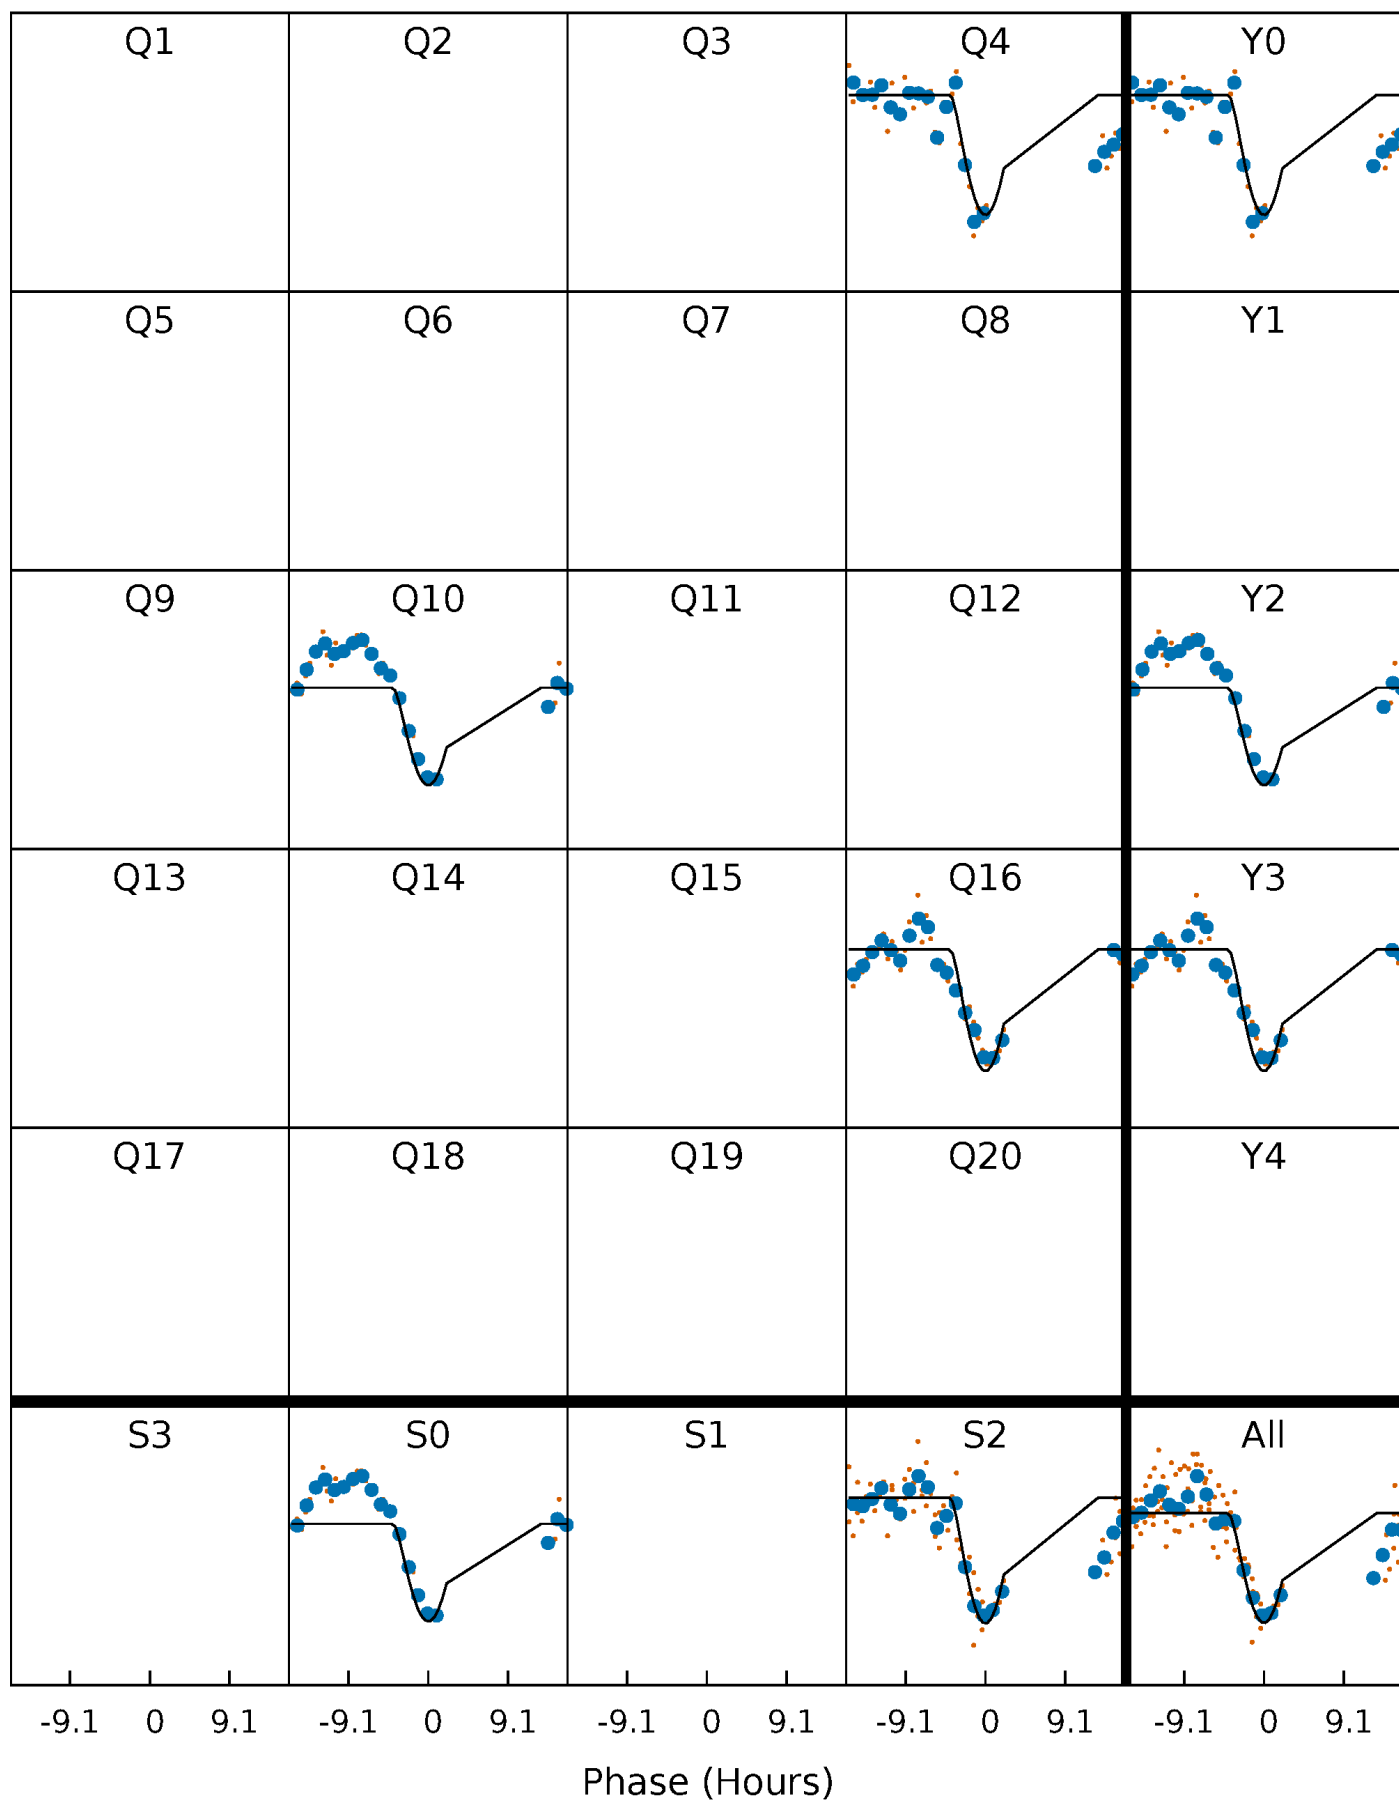 Q1 Q2 Q3 Q4 Y0
Q5 Q6 Q7 Q8 Y1
Q9 Q10 Q11 Q12 Y2
Q13 Q14 Q15 Q16 Y3
Q17 Q18 Q19 Q20 Y4
S3 S0 S1 S2 All
-9.1 0 9.1 -9.1 0 9.1 -9.1 0 9.1 -9.1 0 9.1 -9.1 0 9.1
Phase (Hours)